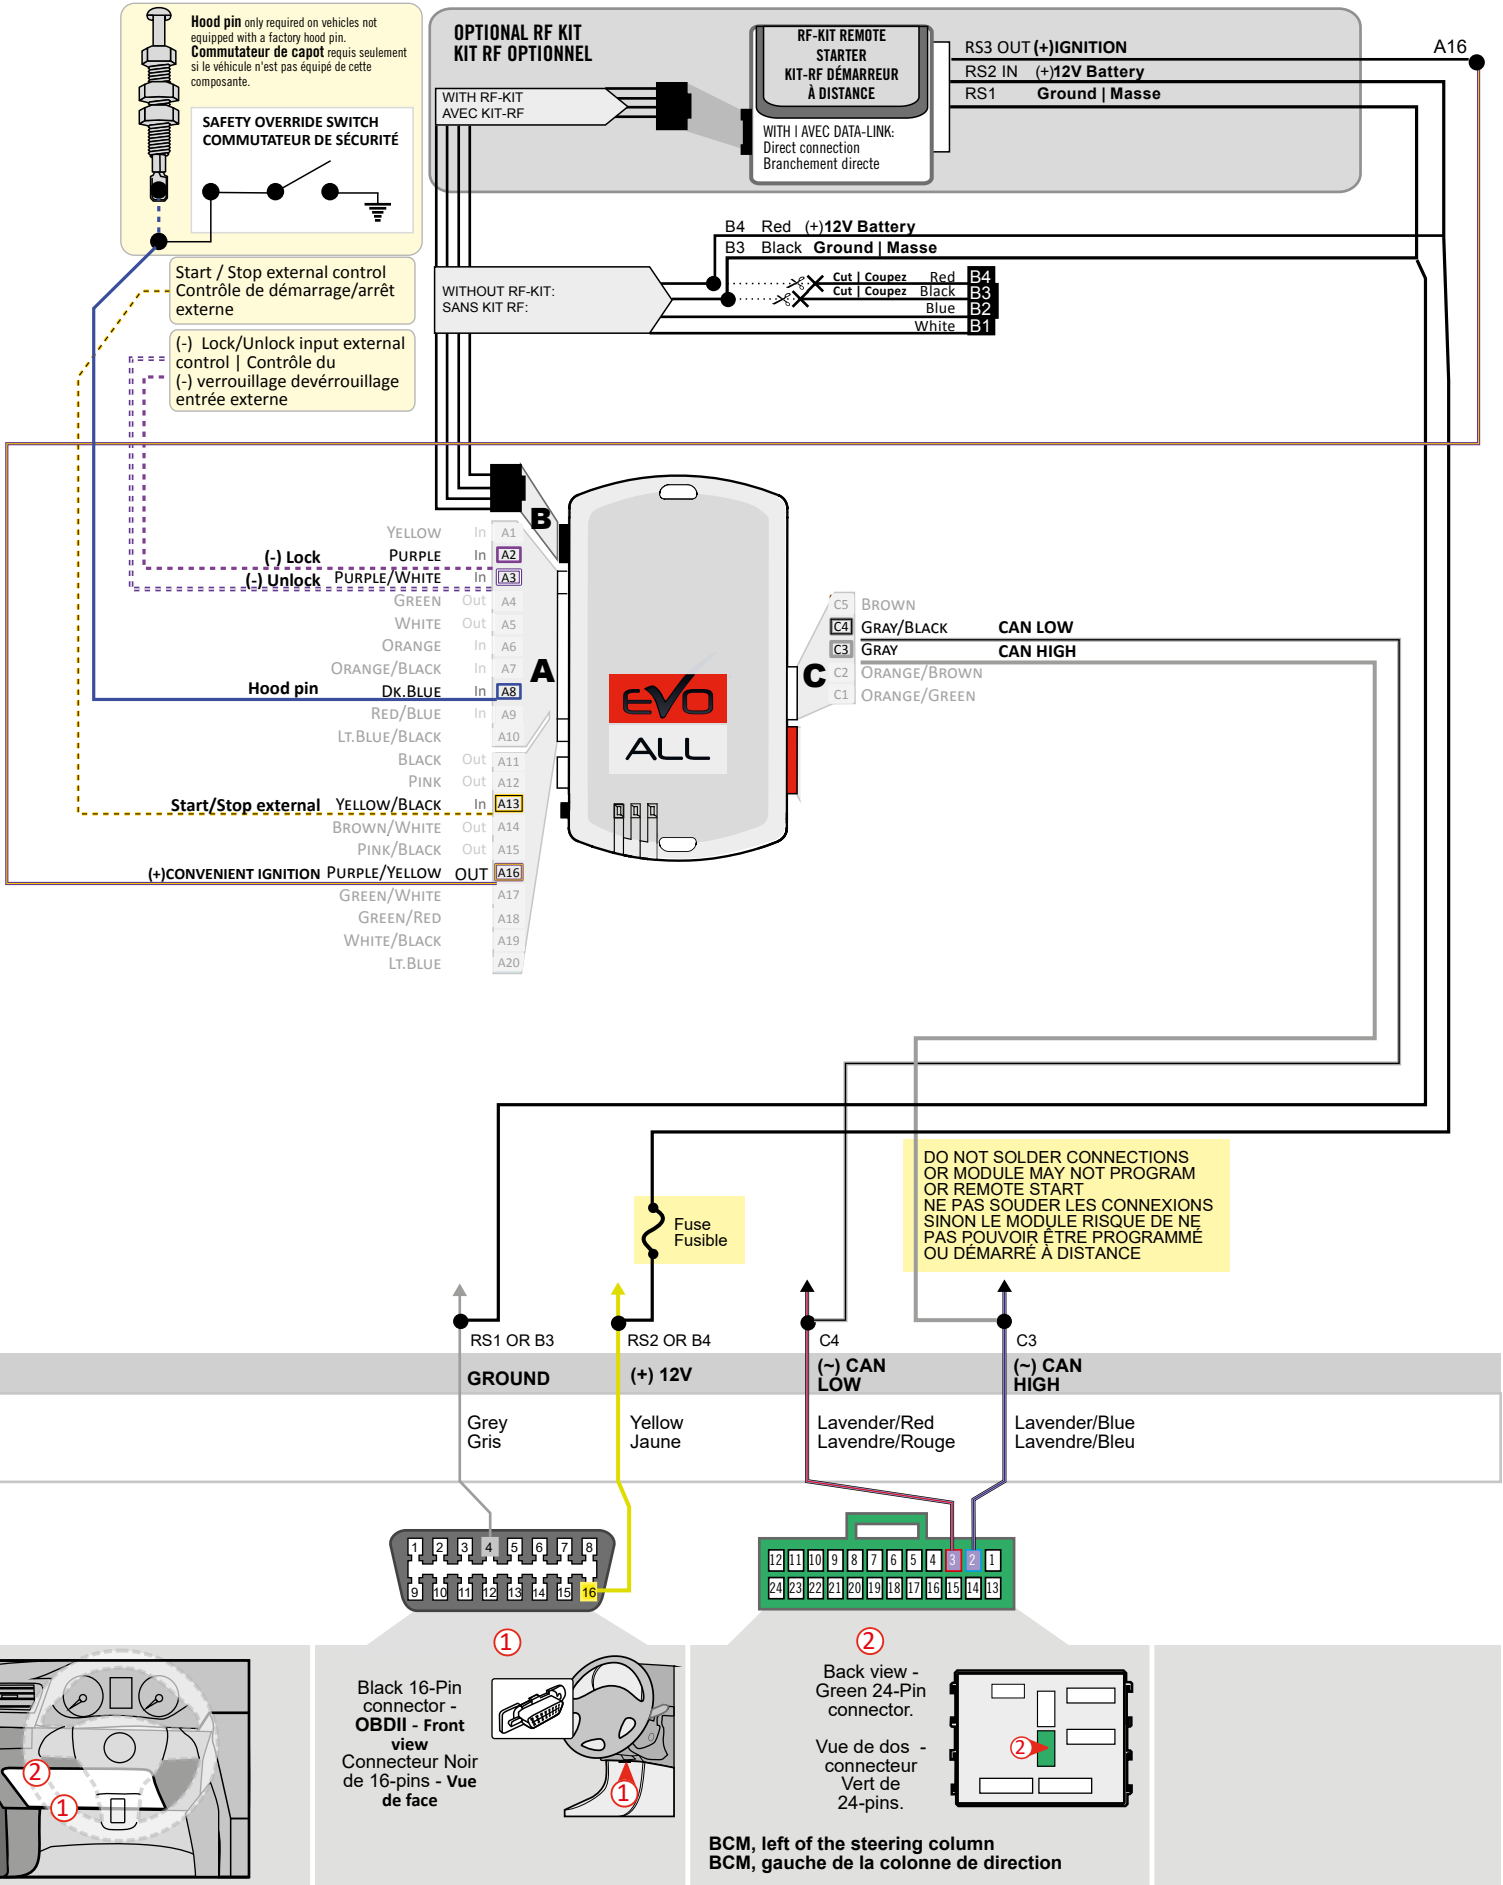 Hood pin only required on vehicles not
equipped with a factory hood pin.
Commutateur de capot requis seulement
si le véhicule n'est pas équipé de cette
composante.
SAFETY OVERRIDE SWITCH
COMMUTATEUR DE SÉCURITÉ
OPTIONAL RF KIT
KIT RF OPTIONNEL
WITH RF-KIT
AVEC KIT-RF
RF-KIT REMOTE
STARTER
KIT-RF DÉMARREUR
À DISTANCE
WITH | AVEC DATA-LINK:
Direct connection
Branchement directe
RS3 OUT (+)IGNITION
RS2 IN (+)12V Battery
RS1 Ground | Masse
A16
B4 Red (+)12V Battery
B3 Black Ground | Masse
WITHOUT RF-KIT:
SANS KIT RF:
Cut | Coupez Red B4
Cut | Coupez Black B3
Blue B2
White B1
Start / Stop external control
Contrôle de démarrage/arrêt
externe
(-) Lock/Unlock input external
control | Contrôle du
(-) verrouillage devérrouillage
entrée externe
B
A
C
YELLOW In A1
(-) Lock PURPLE In A2
(-) Unlock PURPLE/WHITE In A3
GREEN Out A4
WHITE Out A5
ORANGE In A6
ORANGE/BLACK In A7
Hood pin DK.BLUE In A8
RED/BLUE In A9
LT.BLUE/BLACK A10
BLACK Out A11
PINK Out A12
Start/Stop external YELLOW/BLACK In A13
BROWN/WHITE Out A14
PINK/BLACK Out A15
(+)CONVENIENT IGNITION PURPLE/YELLOW OUT A16
GREEN/WHITE A17
GREEN/RED A18
WHITE/BLACK A19
LT.BLUE A20
EVO
ALL
C5 BROWN
C4 GRAY/BLACK CAN LOW
C3 GRAY CAN HIGH
C2 ORANGE/BROWN
C1 ORANGE/GREEN
DO NOT SOLDER CONNECTIONS
OR MODULE MAY NOT PROGRAM
OR REMOTE START
NE PAS SOUDER LES CONNEXIONS
SINON LE MODULE RISQUE DE NE
PAS POUVOIR ÊTRE PROGRAMMÉ
OU DÉMARRÉ À DISTANCE
Fuse
Fusible
RS1 OR B3
RS2 OR B4
C4
C3
GROUND
(+) 12V
(~) CAN
LOW
(~) CAN
HIGH
Grey
Gris
Yellow
Jaune
Lavender/Red
Lavendre/Rouge
Lavender/Blue
Lavendre/Bleu
1 2 3 4 5 6 7 8
9 10 11 12 13 14 15 16
12 11 10 9 8 7 6 5 4 3 2 1
24 23 22 21 20 19 18 17 16 15 14 13
2
1
1
Black 16-Pin
connector -
OBDII - Front
view
Connecteur Noir
de 16-pins - Vue
de face
1
2
Back view -
Green 24-Pin
connector.
Vue de dos -
connecteur
Vert de
24-pins.
2
BCM, left of the steering column
BCM, gauche de la colonne de direction